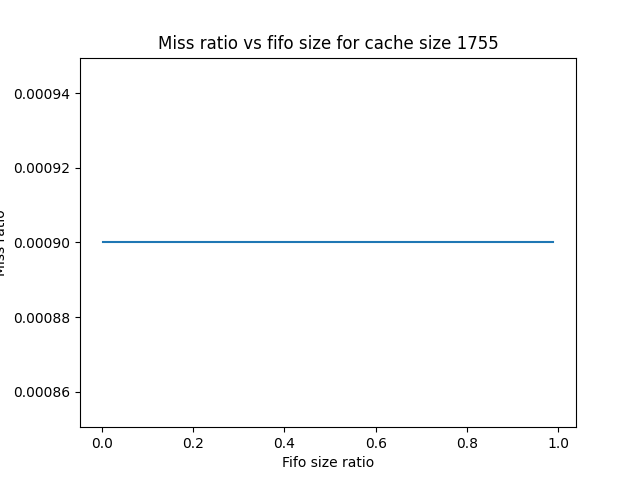 Miss ratio vs fifo size for cache size 1755
Miss ratio
0.00094
0.00092
0.00090
0.00088
0.00086
0.0 0.2 0.4 0.6 0.8 1.0
Fifo size ratio